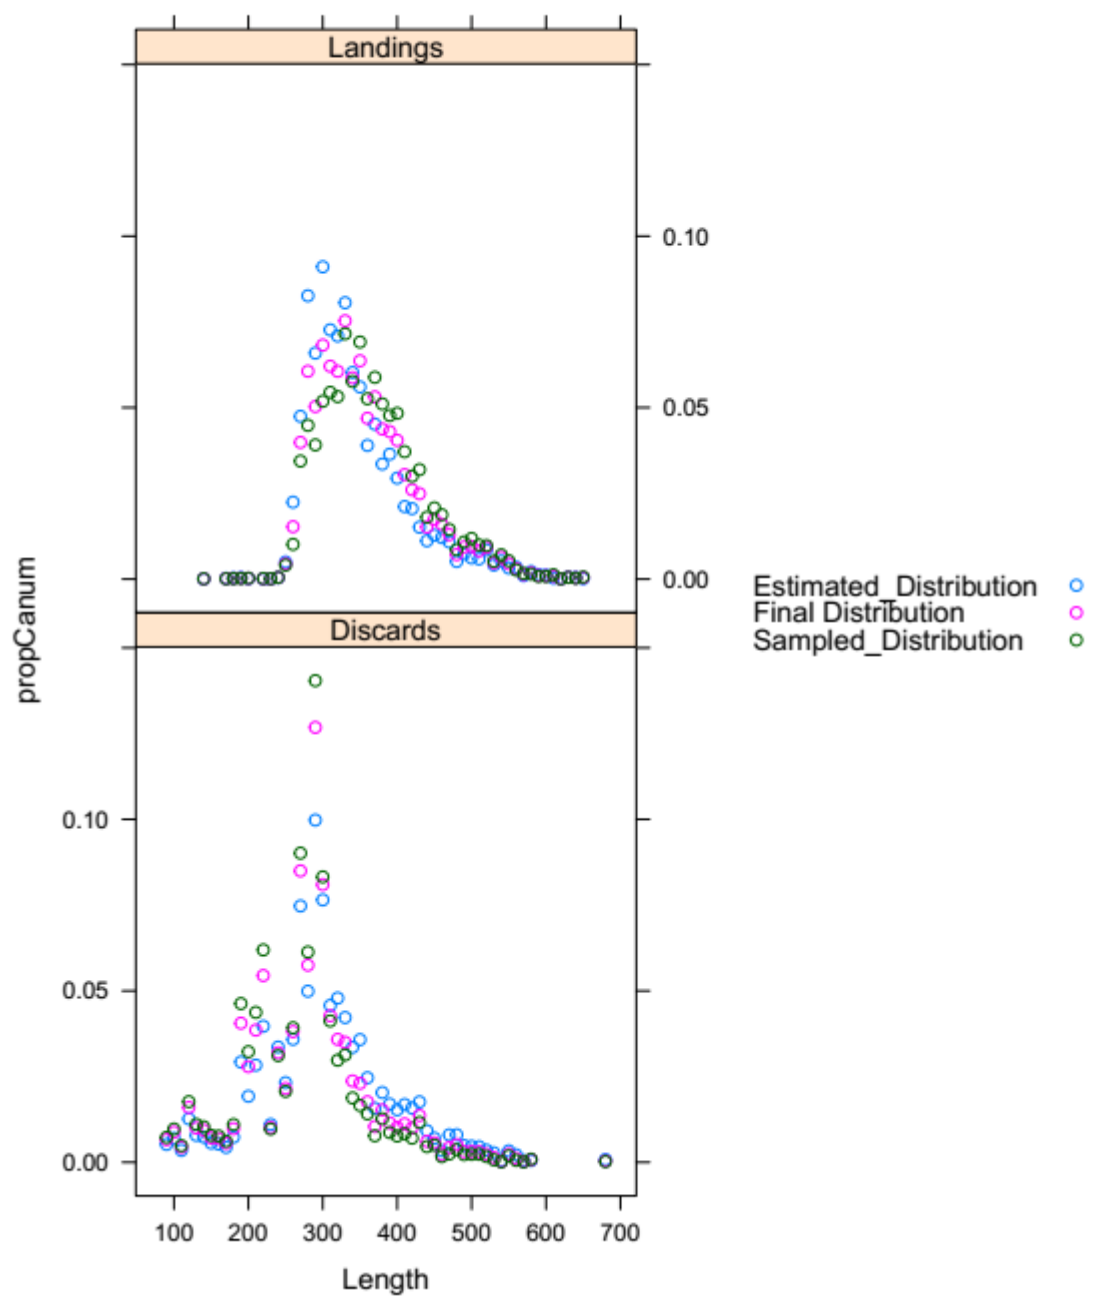 Landings
0.10
0.05
0.00
propCanum
Estimated_Distribution
Final Distribution
Sampled_Distribution
Discards
0.10
0.05
0.00
100 200 300 400 500 600 700
Length